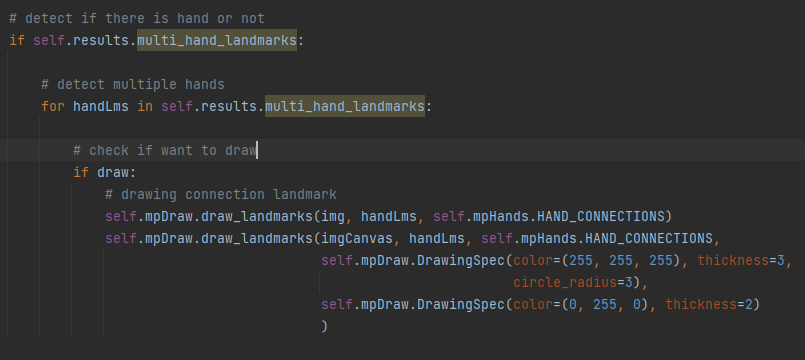 # detect if there is hand or not
if self.results.multi_hand_landmarks:
# detect multiple hands
for handLms in self.results.multi_hand_landmarks:
# check if want to draw
if draw:
# drawing connection landmark
self.mpDraw.draw_landmarks(img, handLms, self.mpHands.HAND_CONNECTIONS)
self.mpDraw.draw_landmarks(imgCanvas, handLms, self.mpHands.HAND_CONNECTIONS,
self.mpDraw.DrawingSpec(color=(255, 255, 255), thickness=3,
circle_radius=3),
self.mpDraw.DrawingSpec(color=(0, 255, 0), thickness=2)
)